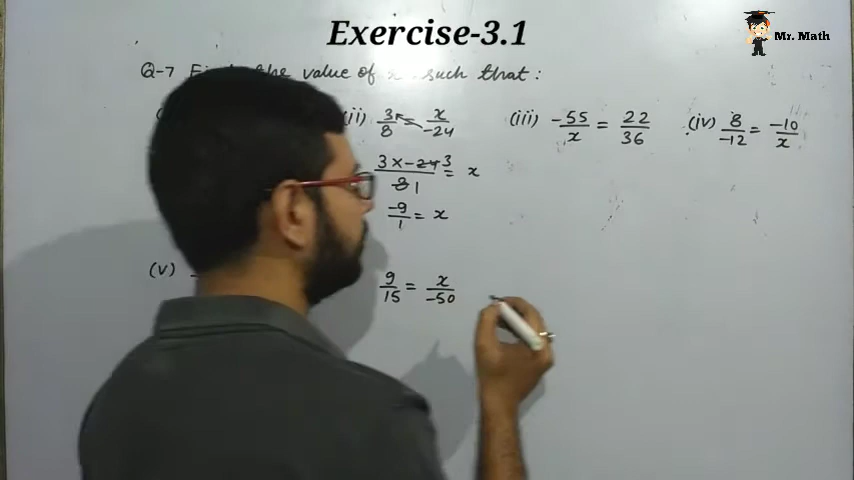 Exercise-3.1
Mr. Math
Q-7 the value of such that :
(ii) 3/8 = x/-24
3 x -24 3 / 8 1 = x
-9/1 = x
(iii) -55/x = 22/36
(iv) 8/-12 = -10/x
(v)
9/15 = x/-50